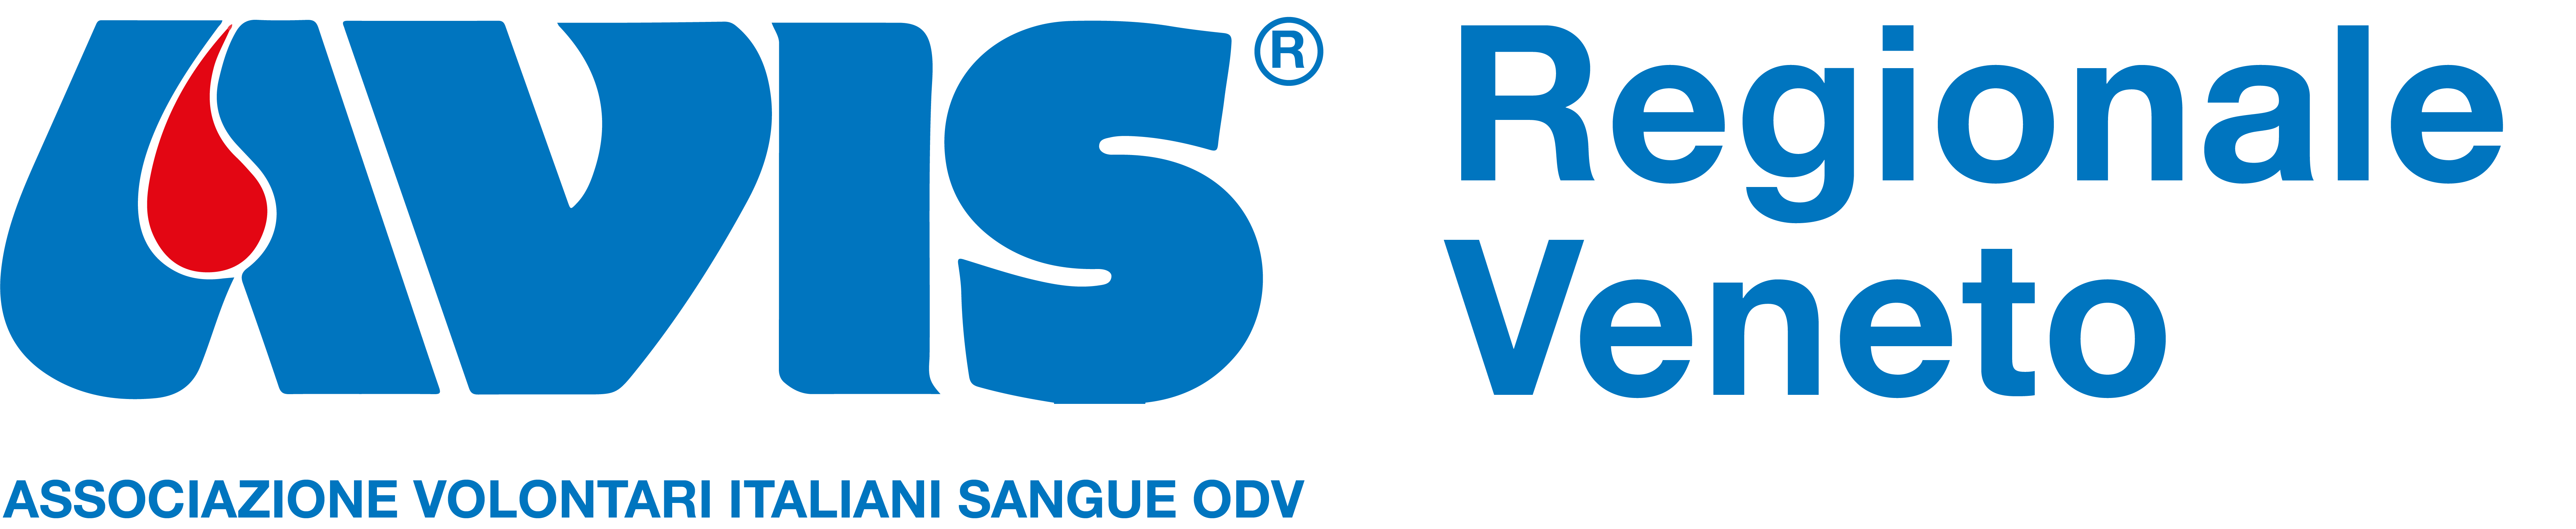 AVIS®
ASSOCIAZIONE VOLONTARI ITALIANI SANGUE ODV
Regionale
Veneto